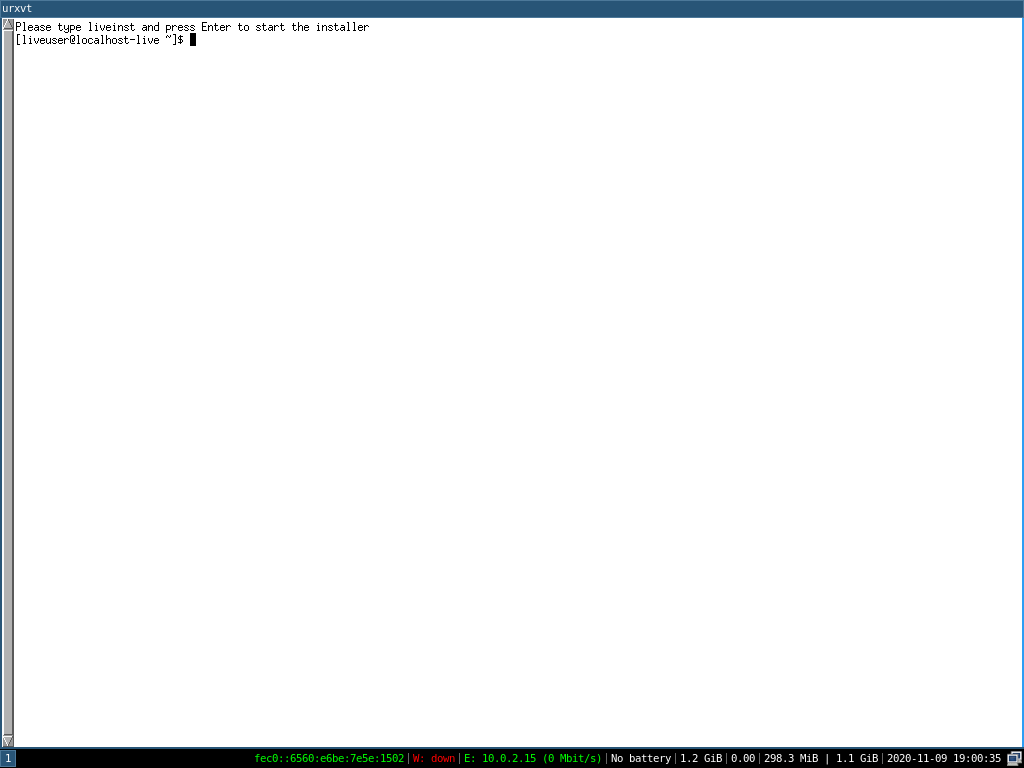 urxvt
Please type liveinst and press Enter to start the installer
[liveuser@localhost-live ~]$
1 fec0::6560:e6be:7e5e:1502|W: down|E: 10.0.2.15 (0 Mbit/s)|No battery|1.2 GiB|0.00|298.3 MiB | 1.1 GiB|2020-11-09 19:00:35